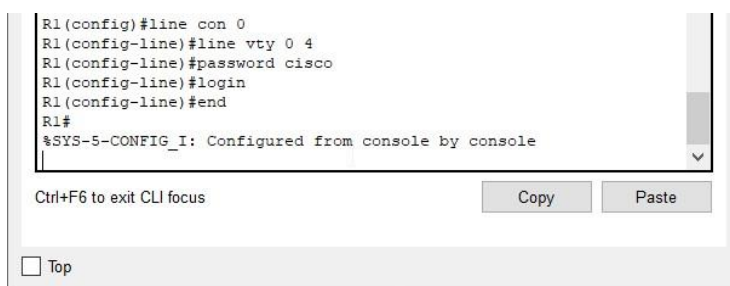 R1(config)#line con 0
R1(config-line)#line vty 0 4
R1(config-line)#password cisco
R1(config-line)#login
R1(config-line)#end
R1#
%SYS-5-CONFIG_I: Configured from console by console
Ctrl+F6 to exit CLI focus
Copy
Paste
Top